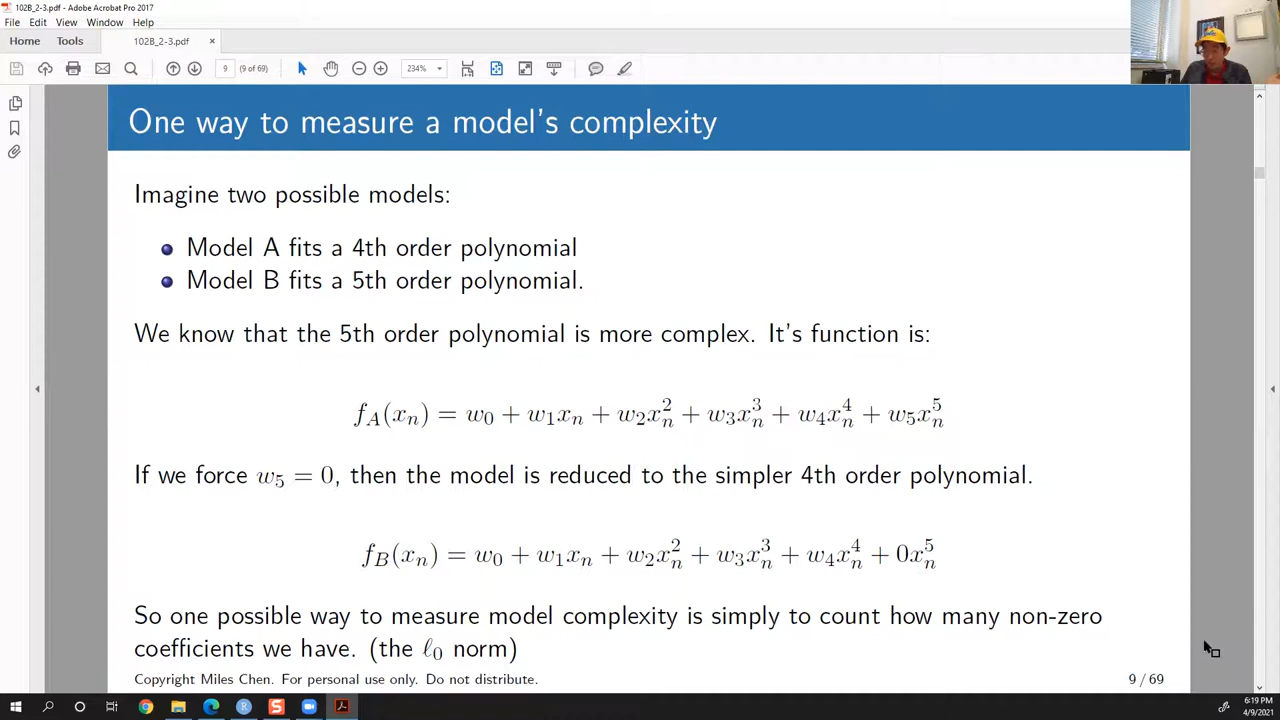 102B_2-3.pdf - Adobe Acrobat Pro 2017
File Edit View Window Help
Home Tools 102B_2-3.pdf ×
9 (9 of 69) 234%
One way to measure a model's complexity
Imagine two possible models:
Model A fits a 4th order polynomial
Model B fits a 5th order polynomial.
We know that the 5th order polynomial is more complex. It's function is:
f_A(x_n) = w_0 + w_1x_n + w_2x_n^2 + w_3x_n^3 + w_4x_n^4 + w_5x_n^5
If we force w_5 = 0, then the model is reduced to the simpler 4th order polynomial.
f_B(x_n) = w_0 + w_1x_n + w_2x_n^2 + w_3x_n^3 + w_4x_n^4 + 0x_n^5
So one possible way to measure model complexity is simply to count how many non-zero
coefficients we have. (the ℓ_0 norm)
Copyright Miles Chen. For personal use only. Do not distribute. 9 / 69
6:19 PM
4/9/2021